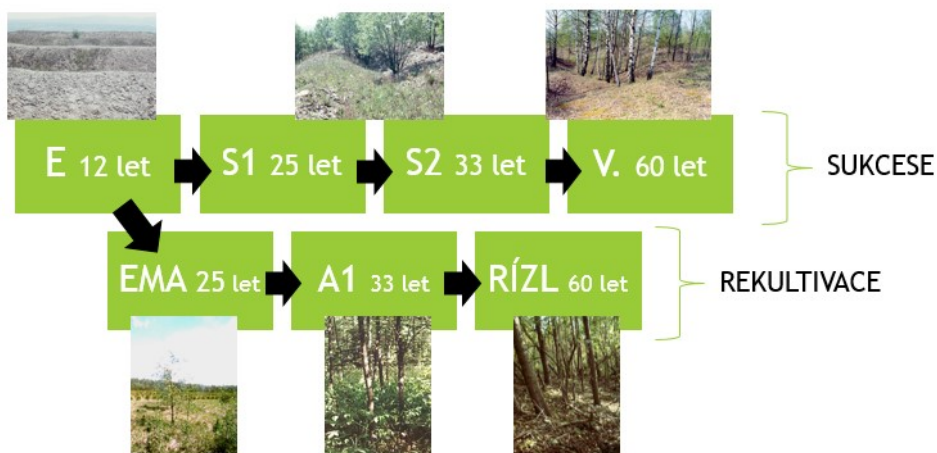 E 12 let
S1 25 let
S2 33 let
V. 60 let
SUKCESE
EMA 25 let
A1 33 let
RÍZL 60 let
REKULTIVACE